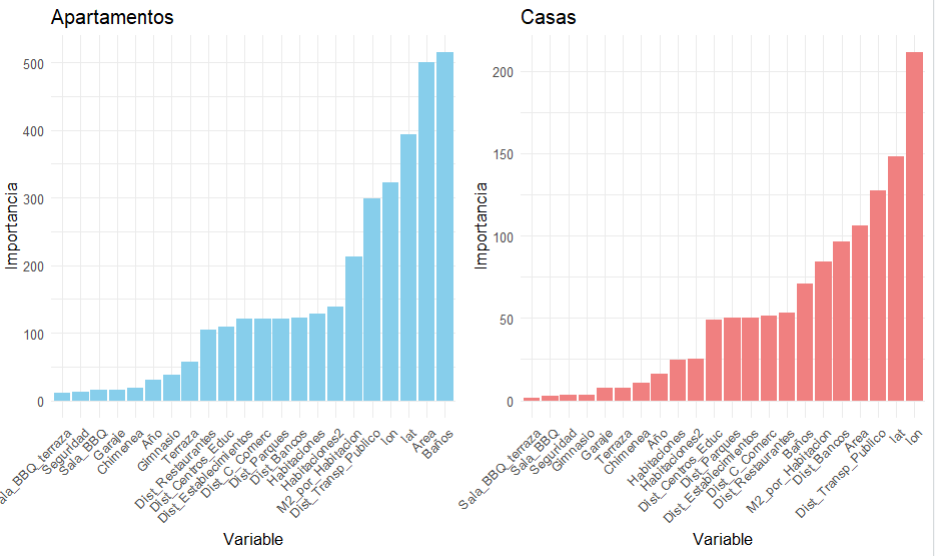 Apartamentos
Importancia
500
400
300
200
100
0
Sala_BBQ_terraza
Seguridad
Sala_BBQ
Garaje
Chimenea
Año
Gimnasio
Terraza
Dist_Restaurantes
Dist_Centros_Educ
Dist_Establecimientos
Dist_C_Comerc
Dist_Parques
Dist_Bancos
Habitaciones
Habitaciones2
M2_por_Habitacion
Dist_Transp_Publico
lon
lat
Area
Baños
Variable
Casas
Importancia
200
150
100
50
0
Sala_BBQ_terraza
Sala_BBQ
Seguridad
Gimnasio
Garaje
Terraza
Chimenea
Año
Habitaciones
Habitaciones2
Dist_Centros_Educ
Dist_Parques
Dist_Establecimientos
Dist_C_Comerc
Dist_Restaurantes
Baños
M2_por_Habitacion
Dist_Bancos
Area
Dist_Transp_Publico
lat
lon
Variable